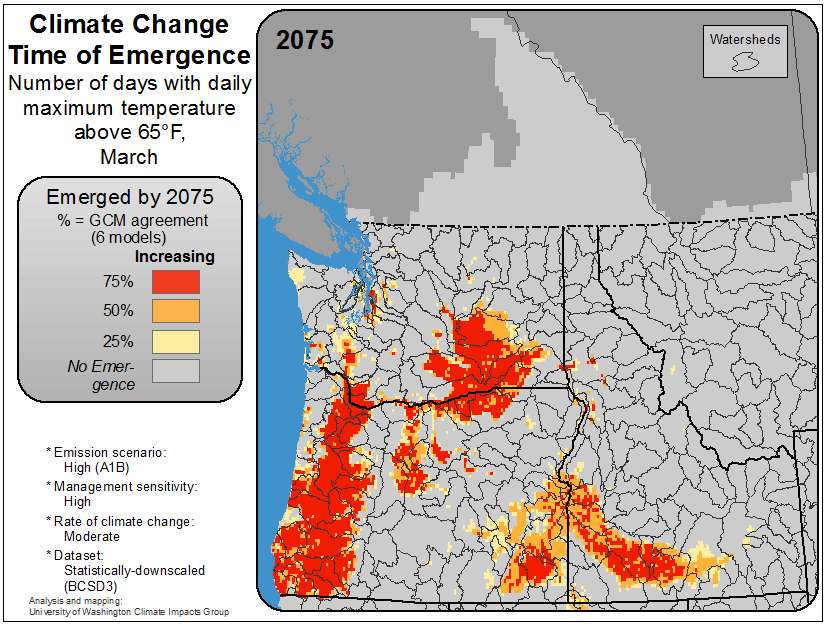 Climate Change
Time of Emergence
Number of days with daily
maximum temperature
above 65°F,
March
Emerged by 2075
% = GCM agreement
(6 models)
Increasing
75%
50%
25%
No Emer-
gence
* Emission scenario:
High (A1B)
* Management sensitivity:
High
* Rate of climate change:
Moderate
* Dataset:
Statistically-downscaled
(BCSD3)
Analysis and mapping:
University of Washington Climate Impacts Group
2075
Watersheds